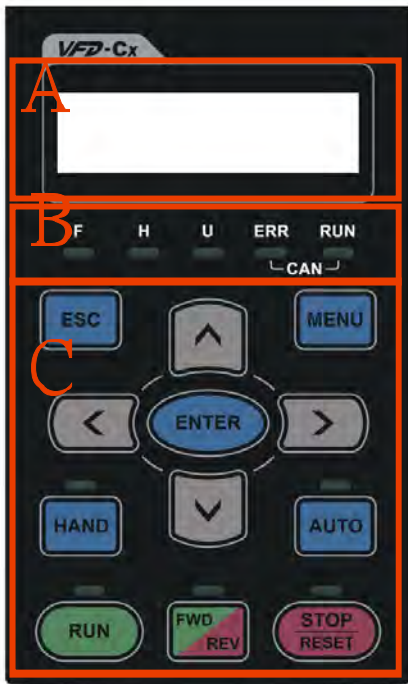 VFD-Cx
A
B
F H U ERR RUN
CAN
C
ESC MENU
ENTER
HAND AUTO
RUN FWD REV STOP RESET